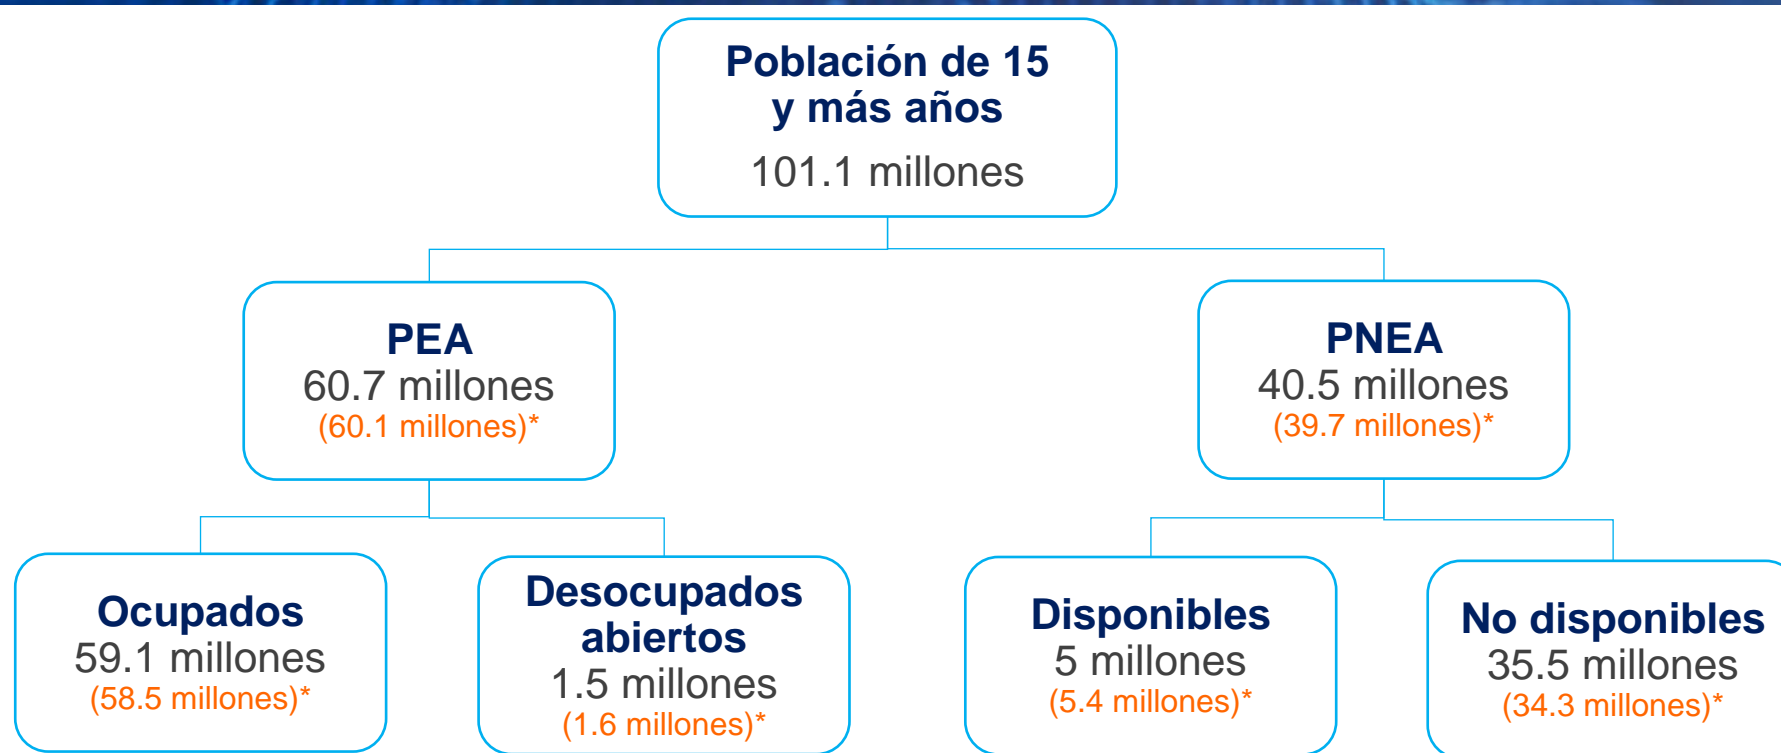 Población de 15
y más años
101.1 millones
PEA
60.7 millones
(60.1 millones)*
PNEA
40.5 millones
(39.7 millones)*
Ocupados
59.1 millones
(58.5 millones)*
Desocupados
abiertos
1.5 millones
(1.6 millones)*
Disponibles
5 millones
(5.4 millones)*
No disponibles
35.5 millones
(34.3 millones)*